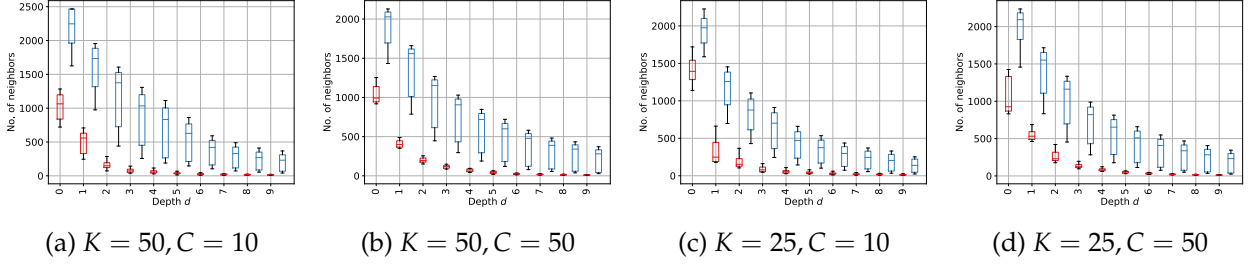 2500
2000
1500
1000
500
0
No. of neighbors
0 1 2 3 4 5 6 7 8 9
Depth d
(a) K = 50, C = 10
2000
1500
1000
500
0
No. of neighbors
0 1 2 3 4 5 6 7 8 9
Depth d
(b) K = 50, C = 50
2000
1500
1000
500
0
No. of neighbors
0 1 2 3 4 5 6 7 8 9
Depth d
(c) K = 25, C = 10
2000
1500
1000
500
0
No. of neighbors
0 1 2 3 4 5 6 7 8 9
Depth d
(d) K = 25, C = 50